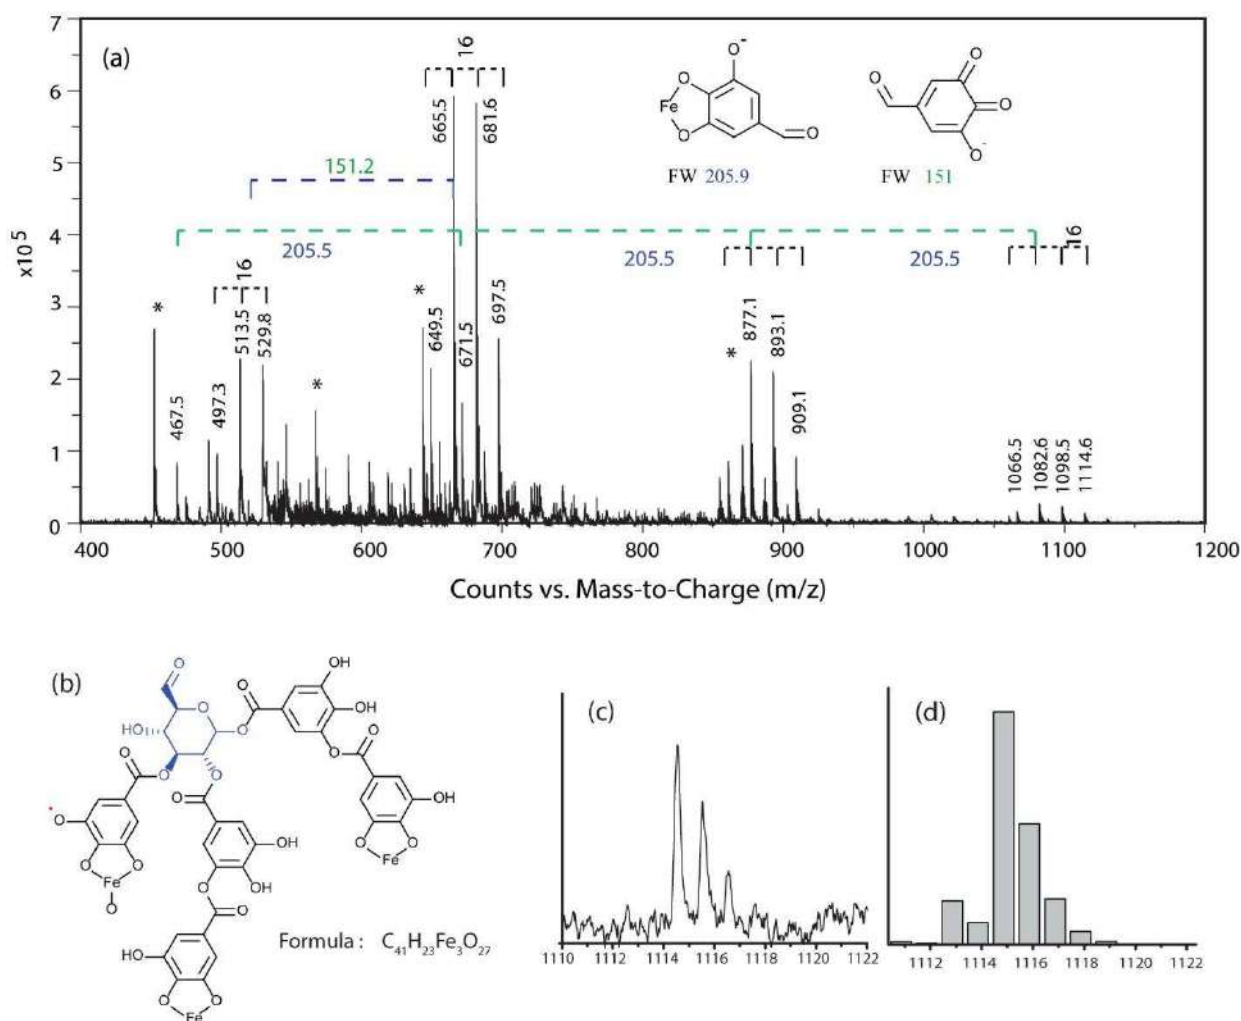 (a)
x10^5
7
6
5
4
3
2
1
0
400
500
600
700
800
900
1000
1100
1200
Counts vs. Mass-to-Charge (m/z)
*
467.5
497.3
513.5
529.8
16
*
*
649.5
665.5
671.5
681.6
697.5
16
151.2
205.5
205.5
205.5
*
877.1
893.1
909.1
16
1066.5
1082.6
1098.5
1114.6
O-
O
Fe
O
O
FW 205.9
O
O
O
O-
FW 151
(b)
O
HO
O
O
O
OH
OH
O
O
O
O
O
O
O
OH
O
O
Fe
O
O
O
Fe
O
OH
OH
O
O
HO
O
O
Fe
Formula : C41H23Fe3O27
(c)
1110
1112
1114
1116
1118
1120
1122
(d)
1112
1114
1116
1118
1120
1122